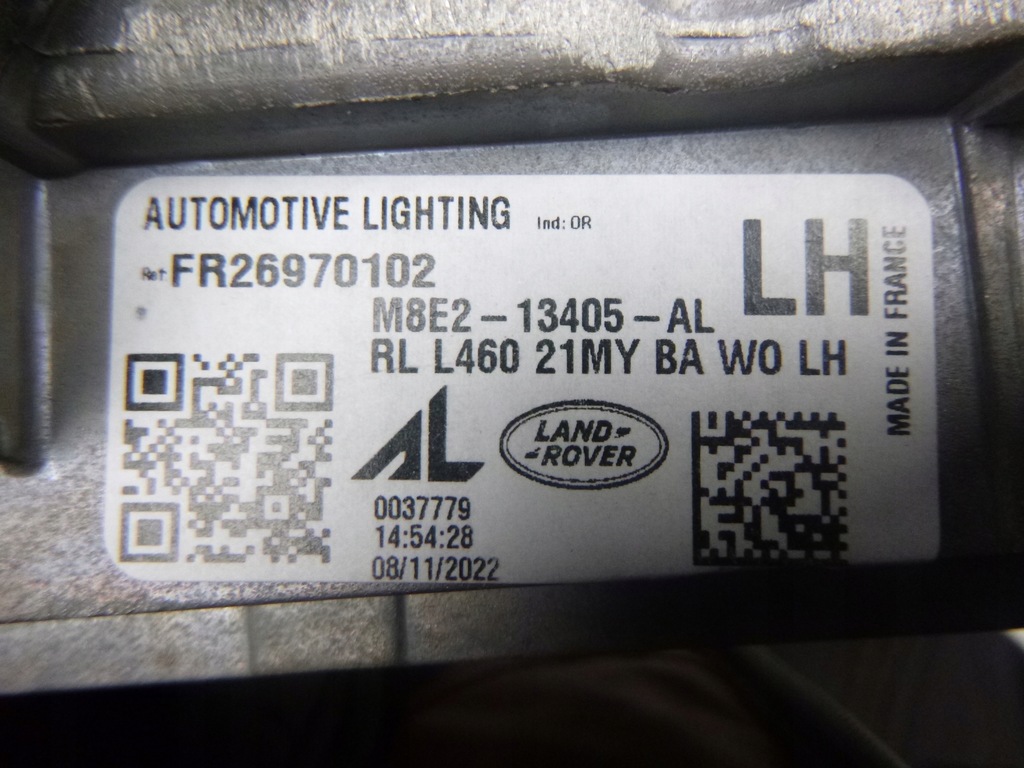 AUTOMOTIVE LIGHTING Ind: 0R
Ref FR26970102
LH
M8E2-13405-AL
RL L460 21MY BA WO LH
MADE IN FRANCE
AL
LAND-
-ROVER
0037779
14:54:28
08/11/2022